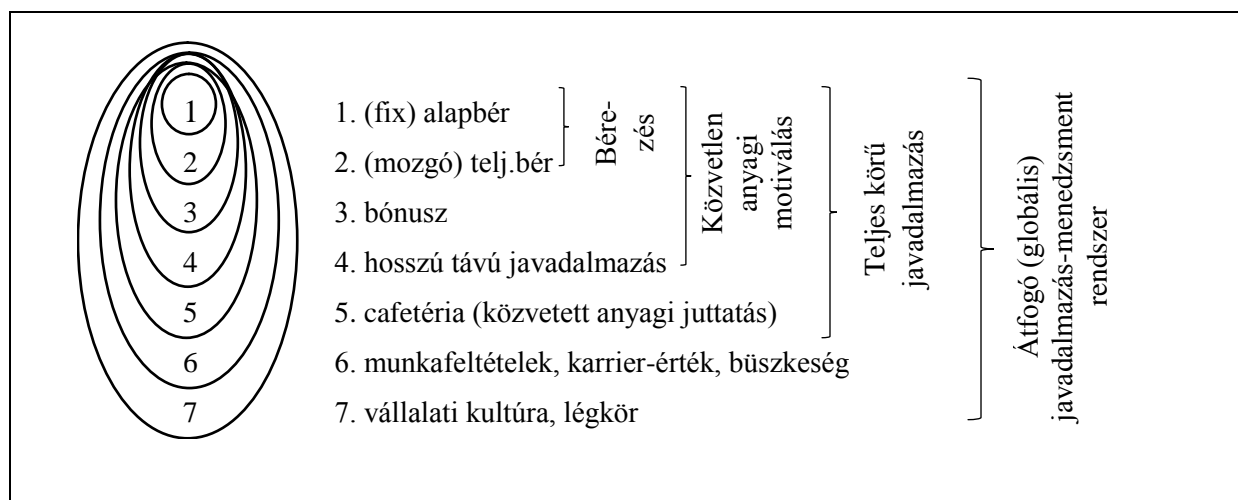 1
2
3
4
5
6
7
1. (fix) alapbér
2. (mozgó) telj.bér
3. bónusz
4. hosszú távú javadalmazás
5. cafetéria (közvetett anyagi juttatás)
6. munkafeltételek, karrier-érték, büszkeség
7. vállalati kultúra, légkör
Bére-
zés
Közvetlen
anyagi
motiválás
Teljes körű
javadalmazás
Átfogó (globális)
javadalmazás-menedzsment
rendszer